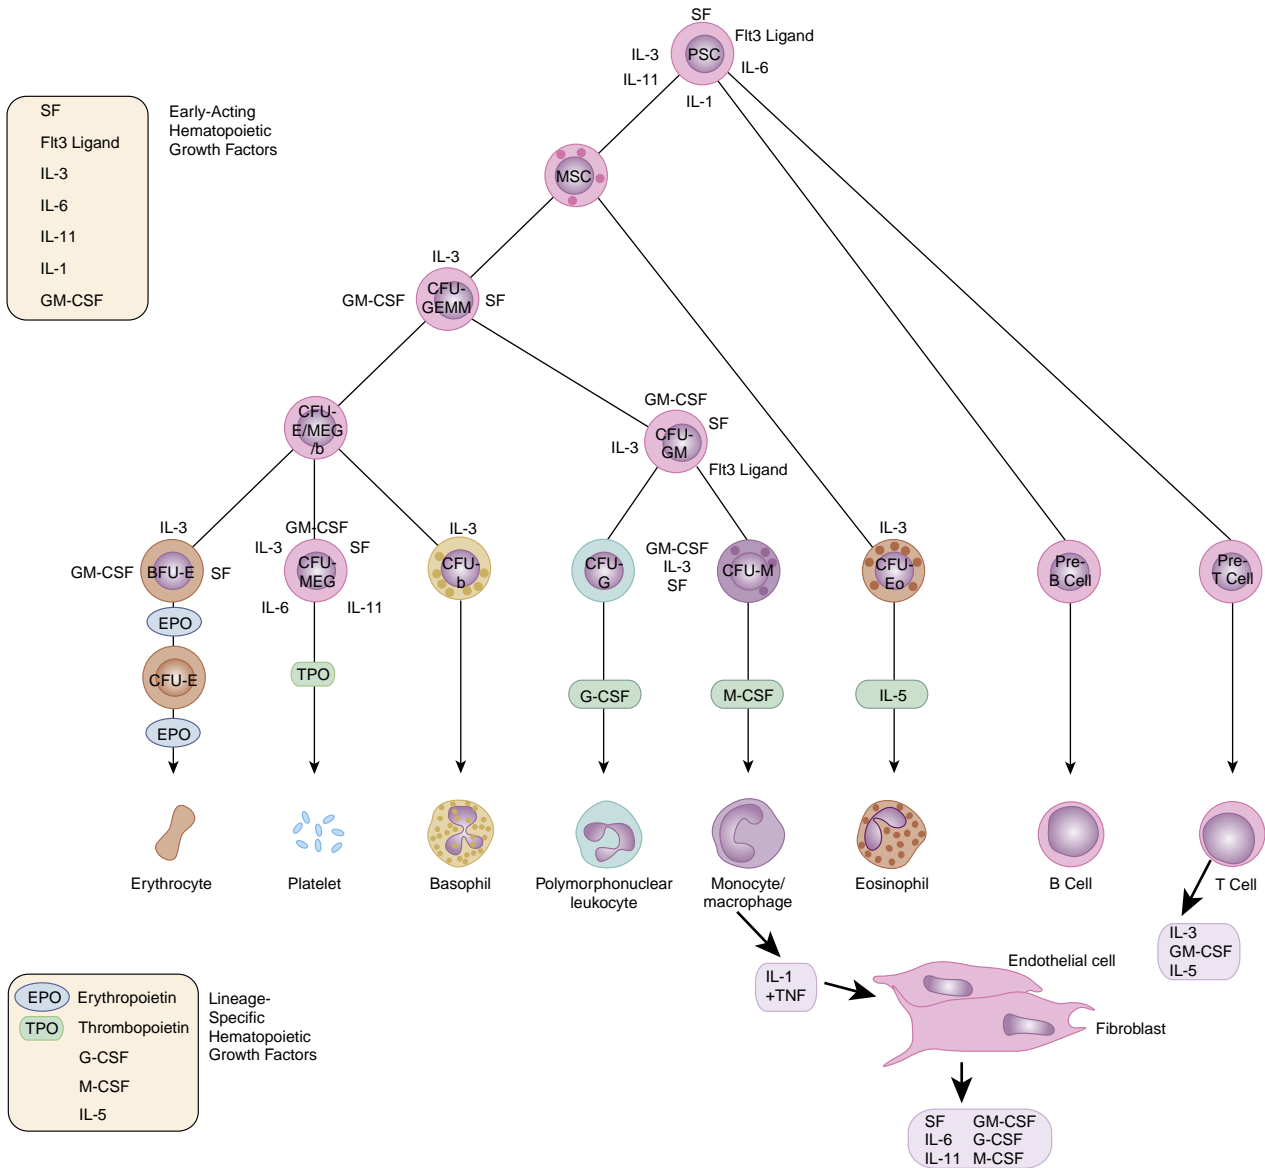 SF
Flt3 Ligand
IL-3
PSC
IL-6
IL-11
IL-1
SF
Flt3 Ligand
IL-3
IL-6
IL-11
IL-1
GM-CSF
Early-Acting
Hematopoietic
Growth Factors
MSC
IL-3
GM-CSF
CFU-
GEMM
SF
CFU-
E/MEG
/b
GM-CSF
SF
IL-3
CFU-
GM
Flt3 Ligand
IL-3
GM-CSF
BFU-E
SF
EPO
CFU-E
EPO
GM-CSF
IL-3
SF
CFU-
MEG
IL-6
IL-11
TPO
IL-3
CFU-
b
CFU-
G
G-CSF
GM-CSF
IL-3
SF
CFU-M
M-CSF
IL-3
CFU-
Eo
IL-5
Pre-
B Cell
Pre-
T Cell
Erythrocyte
Platelet
Basophil
Polymorphonuclear
leukocyte
Monocyte/
macrophage
Eosinophil
B Cell
T Cell
IL-3
GM-CSF
IL-5
IL-1
+TNF
Endothelial cell
Fibroblast
SF GM-CSF
IL-6 G-CSF
IL-11 M-CSF
EPO Erythropoietin
TPO Thrombopoietin
G-CSF
M-CSF
IL-5
Lineage-
Specific
Hematopoietic
Growth Factors